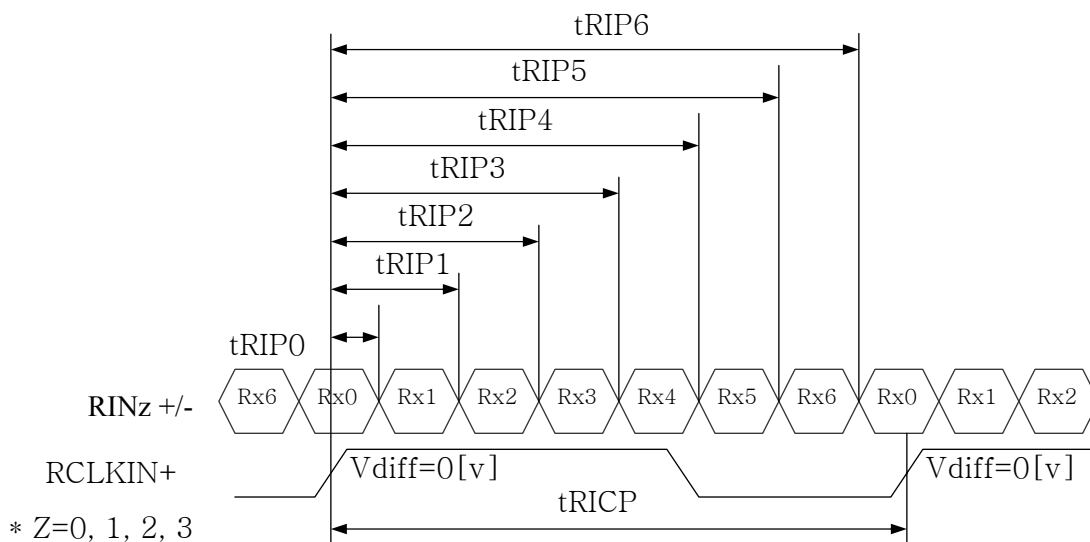 tRIP6
tRIP5
tRIP4
tRIP3
tRIP2
tRIP1
tRIP0
RINz +/- Rx6 Rx0 Rx1 Rx2 Rx3 Rx4 Rx5 Rx6 Rx0 Rx1 Rx2
RCLKIN+ Vdiff=0[v] Vdiff=0[v]
tRICP
* Z=0, 1, 2, 3